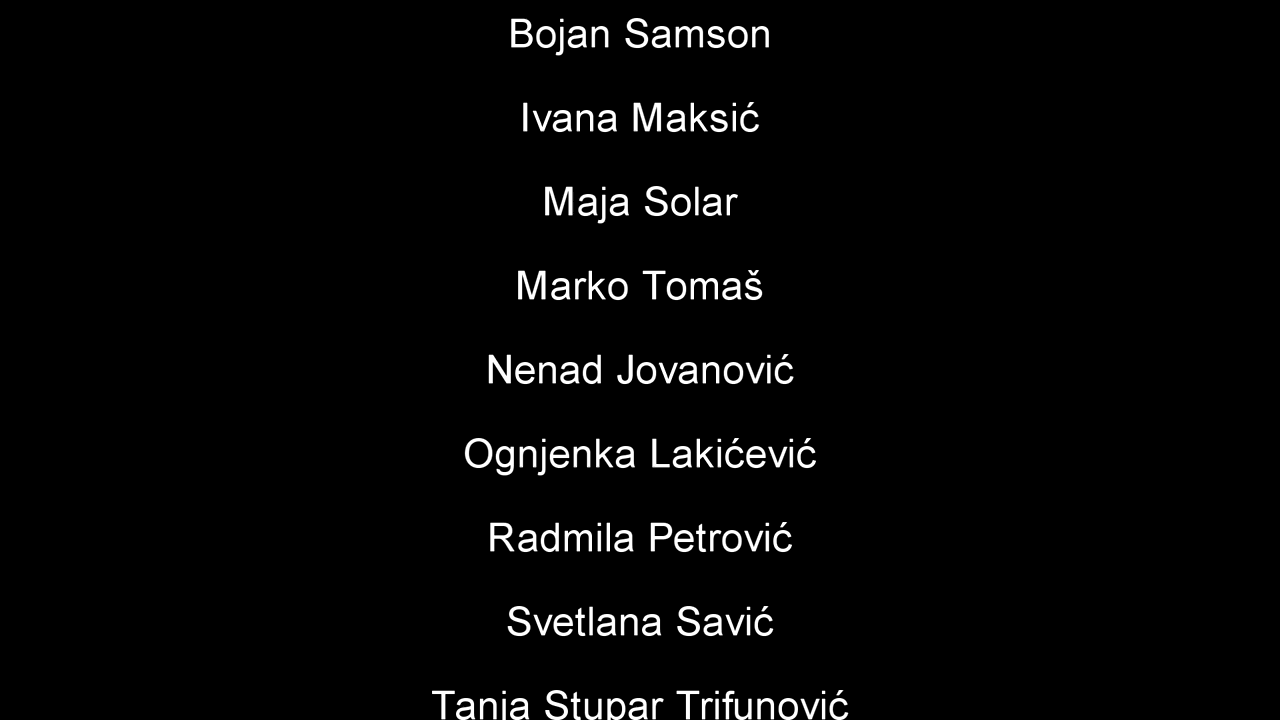 Bojan Samson
Ivana Maksić
Maja Solar
Marko Tomaš
Nenad Jovanović
Ognjenka Lakićević
Radmila Petrović
Svetlana Savić
Tanja Stupar Trifunović